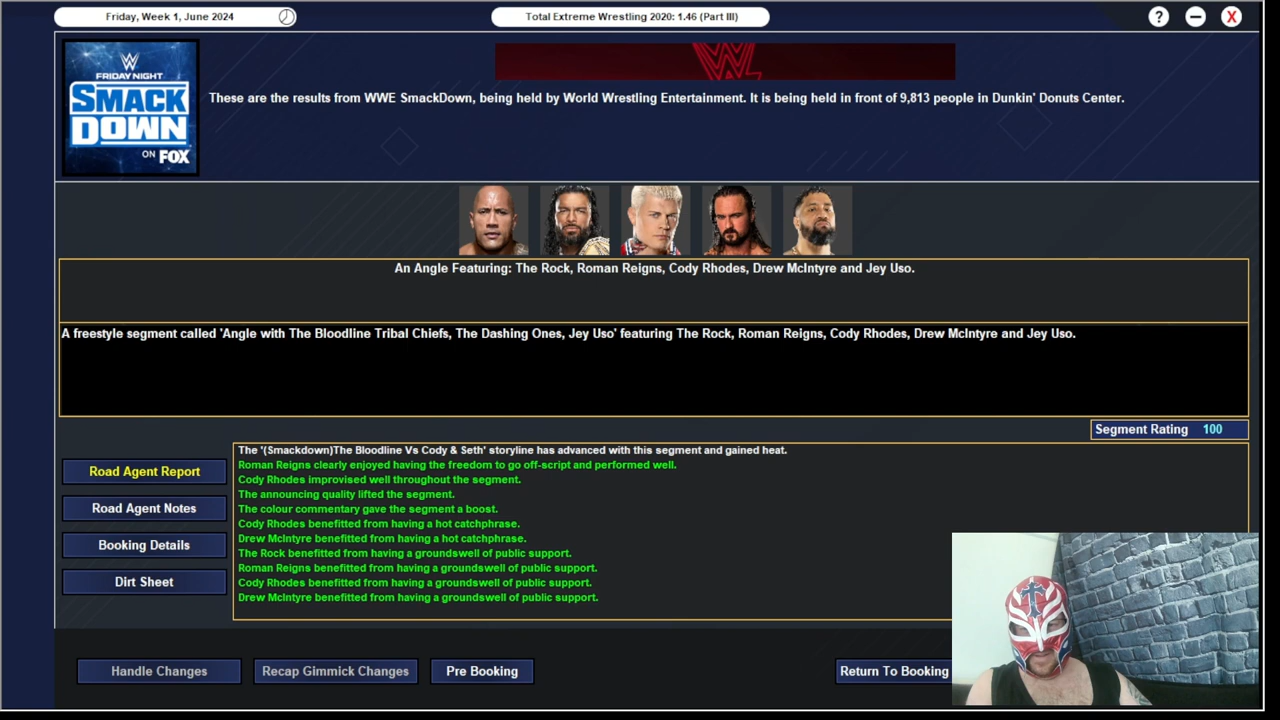 Friday, Week 1, June 2024
Total Extreme Wrestling 2020: 1.46 (Part III)
?
X
W
FRIDAY NIGHT
SMACK
DOWN
ON FOX
These are the results from WWE SmackDown, being held by World Wrestling Entertainment. It is being held in front of 9,813 people in Dunkin' Donuts Center.
An Angle Featuring: The Rock, Roman Reigns, Cody Rhodes, Drew McIntyre and Jey Uso.
A freestyle segment called 'Angle with The Bloodline Tribal Chiefs, The Dashing Ones, Jey Uso' featuring The Rock, Roman Reigns, Cody Rhodes, Drew McIntyre and Jey Uso.
Segment Rating 100
The '(Smackdown)The Bloodline Vs Cody & Seth' storyline has advanced with this segment and gained heat.
Roman Reigns clearly enjoyed having the freedom to go off-script and performed well.
Cody Rhodes improvised well throughout the segment.
The announcing quality lifted the segment.
The colour commentary gave the segment a boost.
Cody Rhodes benefitted from having a hot catchphrase.
Drew McIntyre benefitted from having a hot catchphrase.
The Rock benefitted from having a groundswell of public support.
Roman Reigns benefitted from having a groundswell of public support.
Cody Rhodes benefitted from having a groundswell of public support.
Drew McIntyre benefitted from having a groundswell of public support.
Road Agent Report
Road Agent Notes
Booking Details
Dirt Sheet
Handle Changes
Recap Gimmick Changes
Pre Booking
Return To Booking